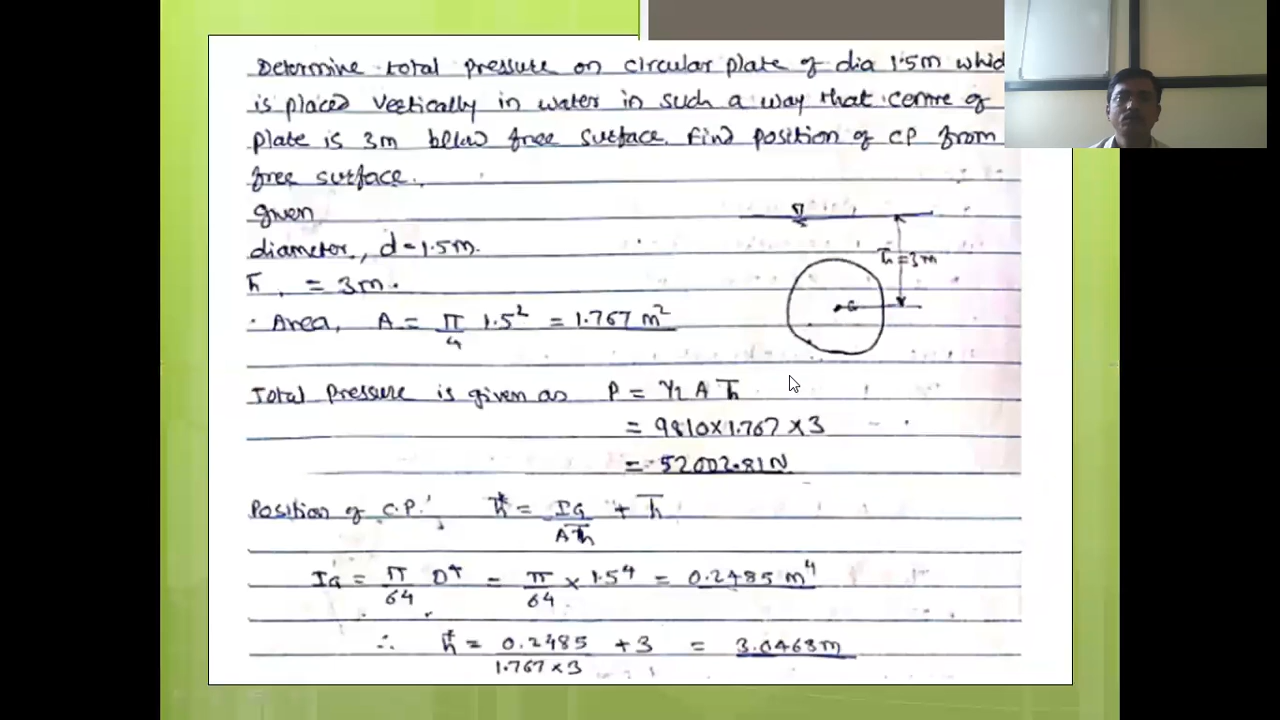 Determine total pressure on circular plate of dia 1.5m which
is placed vertically in water in such a way that centre of
plate is 3m below free surface. Find position of CP from
free surface.
given
diameter, d = 1.5m.
h̄ = 3m.
h̄ = 3m
G
Area, A = π/4 1.5² = 1.767 m²
Total Pressure is given as P = γ₂ A h̄
= 9810 × 1.767 × 3
= 52002.81 N
Position of C.P. h̄* = IG/Ah̄ + h̄
IG = π/64 D⁴ = π/64 × 1.5⁴ = 0.2485 m⁴
∴ h̄* = 0.2485/1.767 × 3 + 3 = 3.0468m